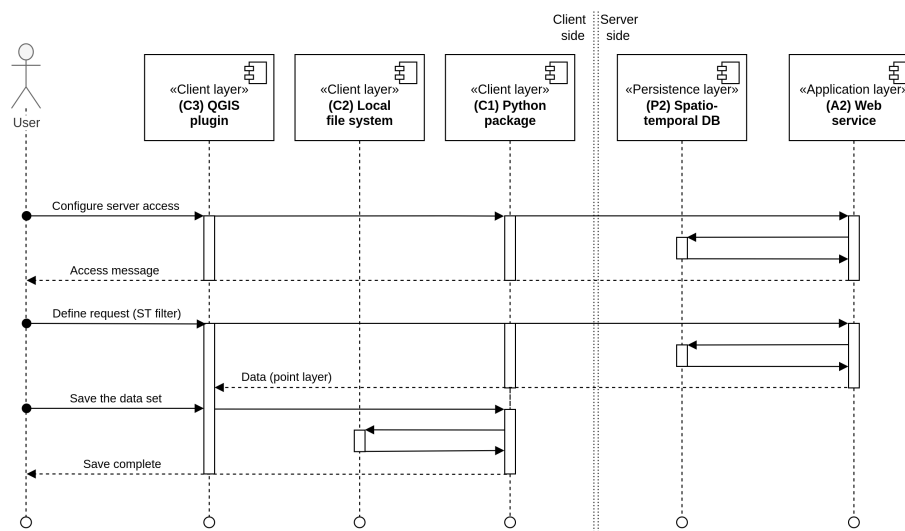 Client
side
Server
side
User
«Client layer»
(C3) QGIS
plugin
«Client layer»
(C2) Local
file system
«Client layer»
(C1) Python
package
«Persistence layer»
(P2) Spatio-
temporal DB
«Application layer»
(A2) Web
service
Configure server access
Access message
Define request (ST filter)
Data (point layer)
Save the data set
Save complete